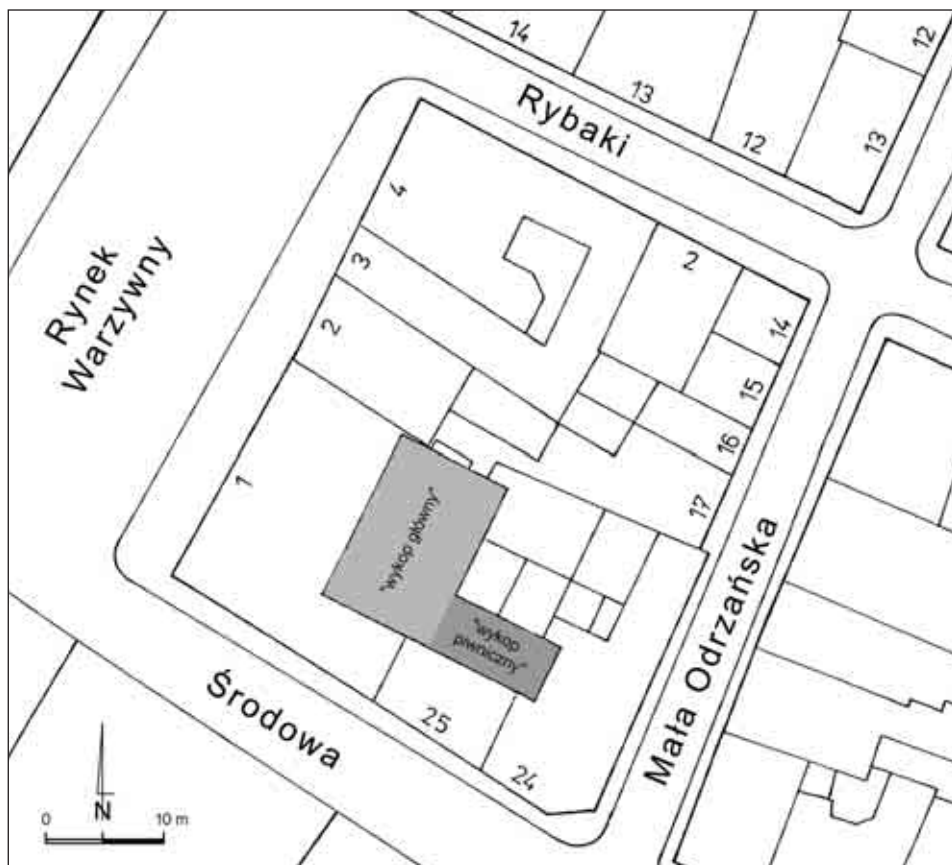 14
13
12
12
13
Rybaki
4
3
2
2
14
15
16
17
Rynek
Warzywny
1
"wykop główny"
"wykop
piwniczny"
25
24
Środowa
Mała Odrzańska
N
0
10 m